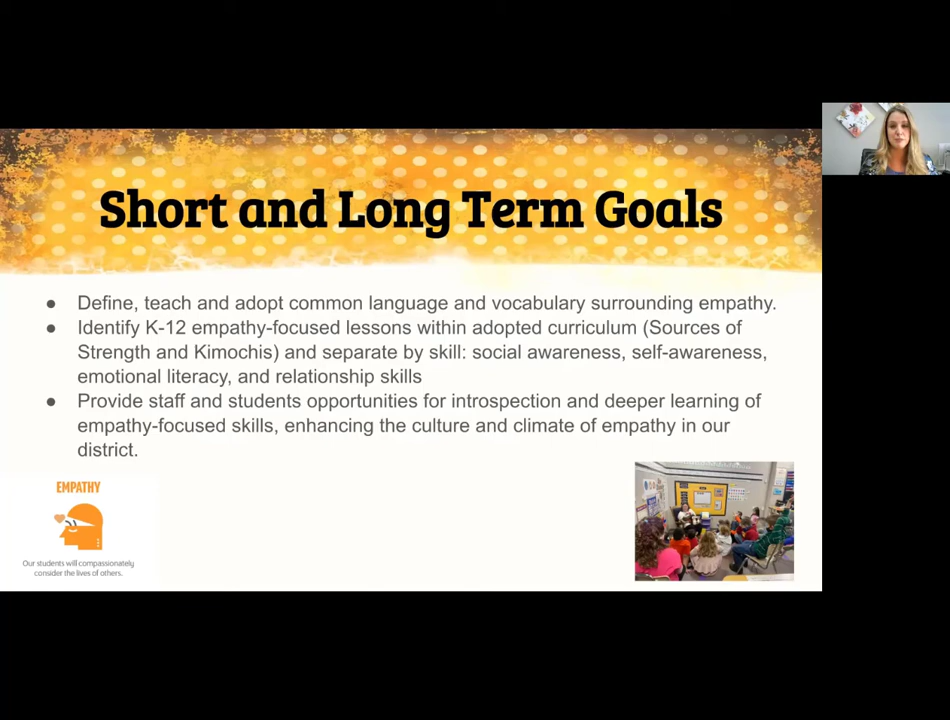 Short and Long Term Goals
● Define, teach and adopt common language and vocabulary surrounding empathy.
● Identify K-12 empathy-focused lessons within adopted curriculum (Sources of
Strength and Kimochis) and separate by skill: social awareness, self-awareness,
emotional literacy, and relationship skills
● Provide staff and students opportunities for introspection and deeper learning of
empathy-focused skills, enhancing the culture and climate of empathy in our
district.
EMPATHY
Our students will compassionately
consider the lives of others.